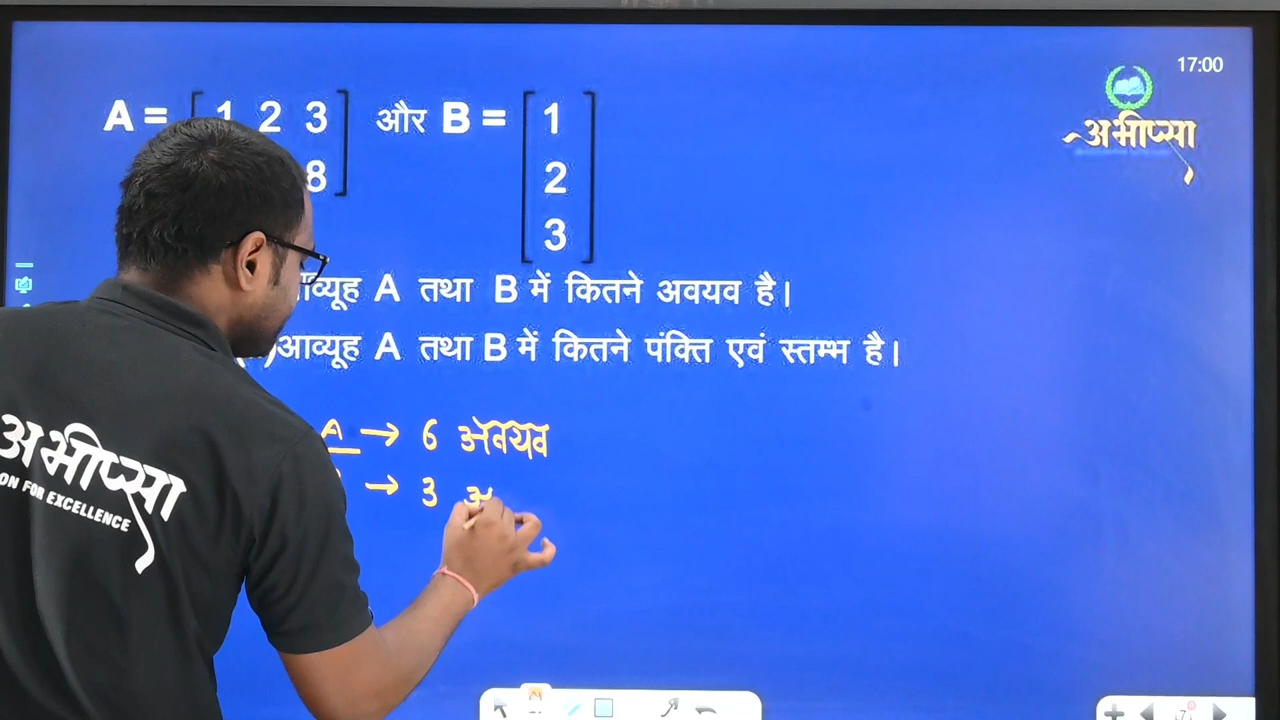 17:00
अभीप्सा
A = [ 1 2 3 ] और B = [ 1
8 2
3 ]
आव्यूह A तथा B में कितने अवयव है।
आव्यूह A तथा B में कितने पंक्ति एवं स्तम्भ है।
A → 6 अवयव
→ 3 अ
अभीप्सा
ON FOR EXCELLENCE